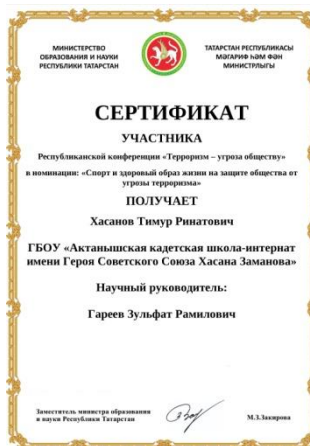 МИНИСТЕРСТВО
ОБРАЗОВАНИЯ И НАУКИ
РЕСПУБЛИКИ ТАТАРСТАН
ТАТАРСТАН РЕСПУБЛИКАСЫ
МӘГАРИФ ҺӘМ ФӘН
МИНИСТРЛЫГЫ
СЕРТИФИКАТ
УЧАСТНИКА
Республиканской конференции «Терроризм – угроза обществу»
в номинации: «Спорт и здоровый образ жизни на защите общества от
угрозы терроризма»
ПОЛУЧАЕТ
Хасанов Тимур Ринатович
ГБОУ «Актанышская кадетская школа-интернат
имени Героя Советского Союза Хасана Заманова»
Научный руководитель:
Гареев Зульфат Рамилович
Заместитель министра образования
и науки Республики Татарстан
М.З.Закирова